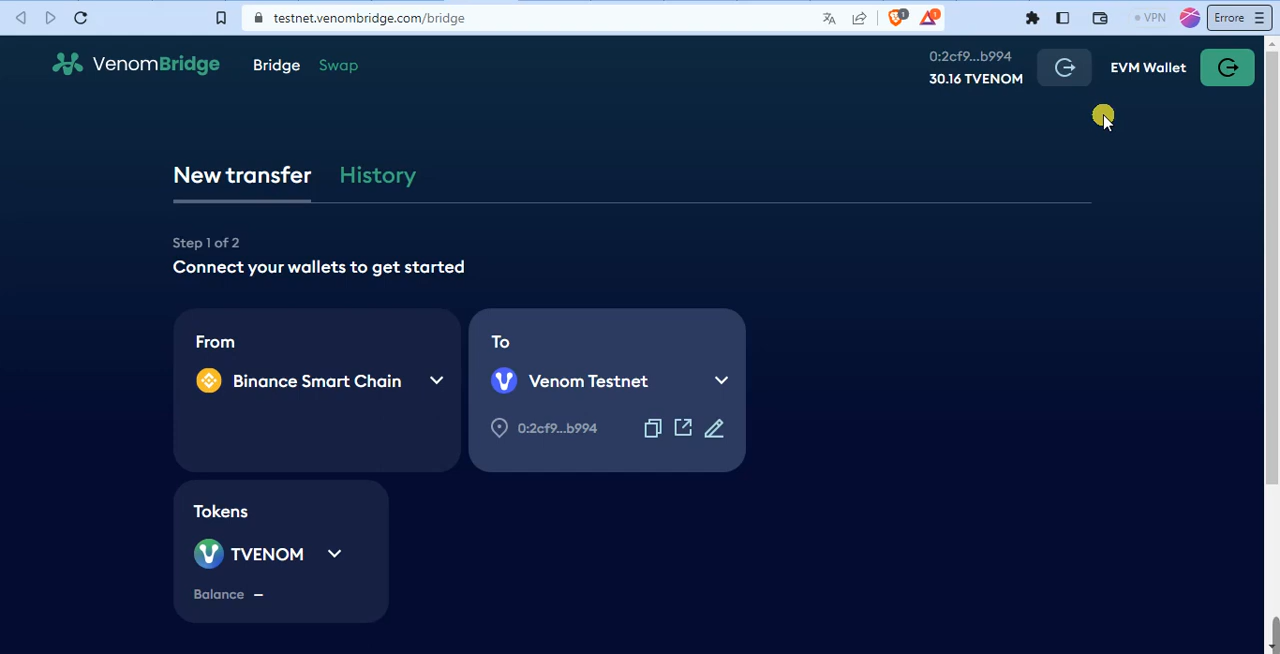 testnet.venombridge.com/bridge
1
1
VPN
Errore
VenomBridge
Bridge
Swap
0:2cf9...b994
30.16 TVENOM
EVM Wallet
New transfer
History
Step 1 of 2
Connect your wallets to get started
From
Binance Smart Chain
To
Venom Testnet
0:2cf9...b994
Tokens
TVENOM
Balance –